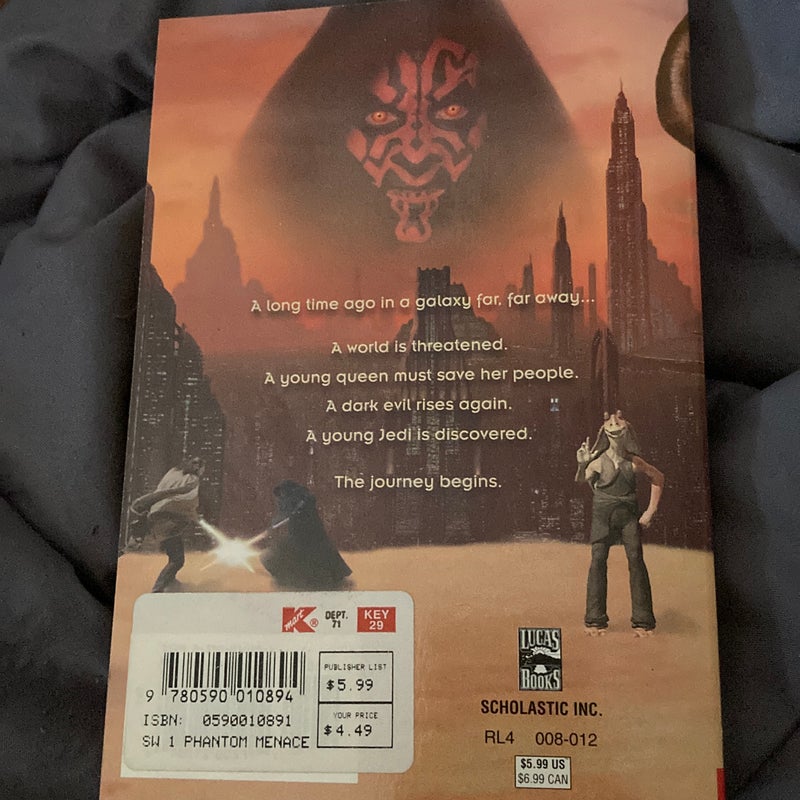 A long time ago in a galaxy far, far away...
A world is threatened.
A young queen must save her people.
A dark evil rises again.
A young Jedi is discovered.
The journey begins.
K mart®
DEPT. 71
KEY 29
9 780590 010894
ISBN: 0590010891
SW 1 PHANTOM MENACE
PUBLISHER LIST
$5.99
YOUR PRICE
$4.49
LUCAS
BOOKS
SCHOLASTIC INC.
RL4 008-012
$5.99 US
$6.99 CAN